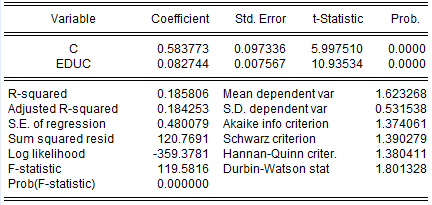 Variable Coefficient Std. Error t-Statistic Prob.
C 0.583773 0.097336 5.997510 0.0000
EDUC 0.082744 0.007567 10.93534 0.0000
R-squared 0.185806 Mean dependent var 1.623268
Adjusted R-squared 0.184253 S.D. dependent var 0.531538
S.E. of regression 0.480079 Akaike info criterion 1.374061
Sum squared resid 120.7691 Schwarz criterion 1.390279
Log likelihood -359.3781 Hannan-Quinn criter. 1.380411
F-statistic 119.5816 Durbin-Watson stat 1.801328
Prob(F-statistic) 0.000000